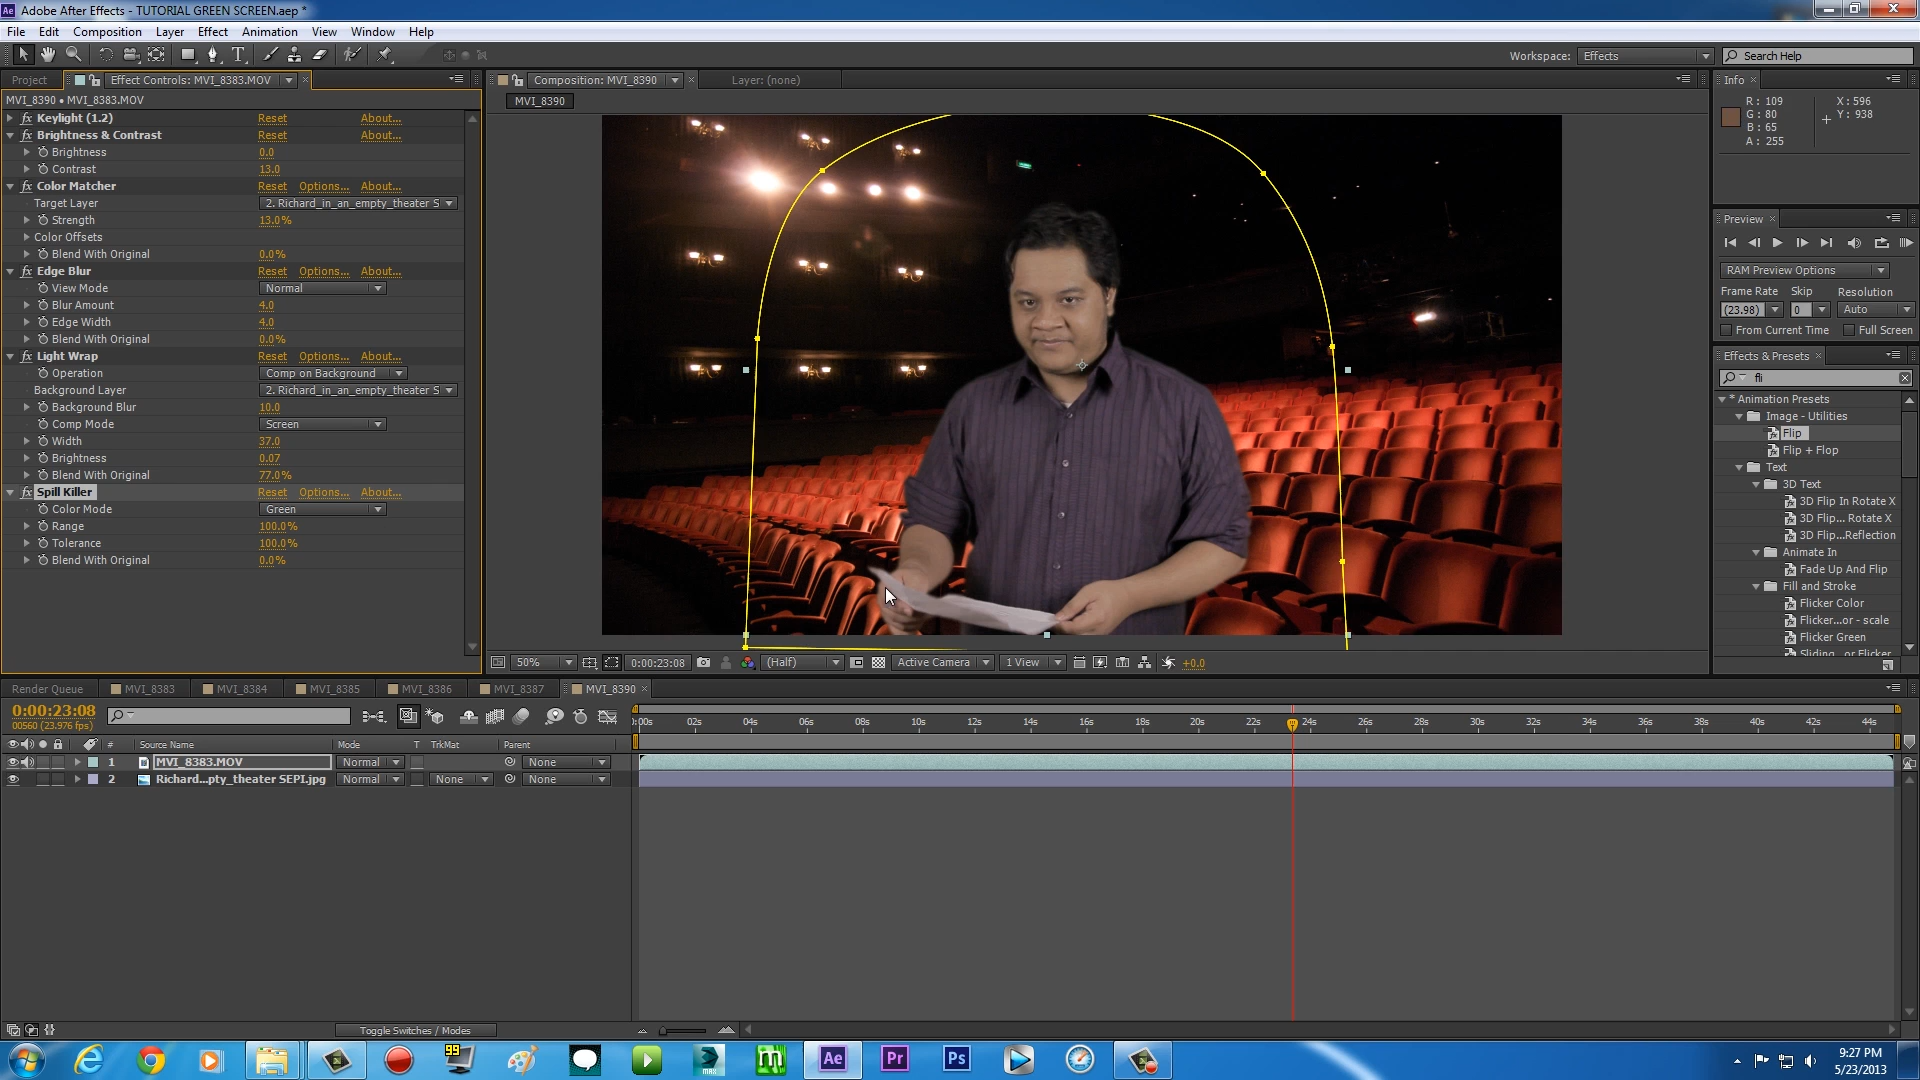 Adobe After Effects - TUTORIAL GREEN SCREEN.aep *
File Edit Composition Layer Effect Animation View Window Help
Workspace: Effects Search Help
Project Effect Controls: MVI_8383.MOV
MVI_8390 • MVI_8383.MOV
fx Keylight (1.2) Reset About...
fx Brightness & Contrast Reset About...
Brightness 0.0
Contrast 13.0
fx Color Matcher Reset Options... About...
Target Layer 2. Richard_in_an_empty_theater S
Strength 13.0%
Color Offsets
Blend With Original 0.0%
fx Edge Blur Reset Options... About...
View Mode Normal
Blur Amount 4.0
Edge Width 4.0
Blend With Original 0.0%
fx Light Wrap Reset Options... About...
Operation Comp on Background
Background Layer 2. Richard_in_an_empty_theater S
Background Blur 10.0
Comp Mode Screen
Width 37.0
Brightness 0.07
Blend With Original 77.0%
fx Spill Killer Reset Options... About...
Color Mode Green
Range 100.0%
Tolerance 100.0%
Blend With Original 0.0%
Composition: MVI_8390 Layer: (none)
MVI_8390
50% 0:00:23:08 (Half) Active Camera 1 View +0.0
Info
R: 109 X: 596
G: 80 Y: 938
B: 65
A: 255
Preview
RAM Preview Options
Frame Rate Skip Resolution
(23.98) 0 Auto
From Current Time Full Screen
Effects & Presets
fli
* Animation Presets
Image - Utilities
Flip
Flip + Flop
Text
3D Text
3D Flip In Rotate X
3D Flip... Rotate X
3D Flip...Reflection
Animate In
Fade Up And Flip
Fill and Stroke
Flicker Color
Flicker...or - scale
Flicker Green
Sliding...or Flicker
Render Queue MVI_8383 MVI_8384 MVI_8385 MVI_8386 MVI_8387 MVI_8390
0:00:23:08
00560 (23.976 fps)
# Source Name Mode T TrkMat Parent
1 MVI_8383.MOV Normal None
2 Richard...pty_theater SEPI.jpg Normal None None
:00s 02s 04s 06s 08s 10s 12s 14s 16s 18s 20s 22s 24s 26s 28s 30s 32s 34s 36s 38s 40s 42s 44s
Toggle Switches / Modes
99 MAX Ae Pr Ps
9:27 PM
5/23/2013